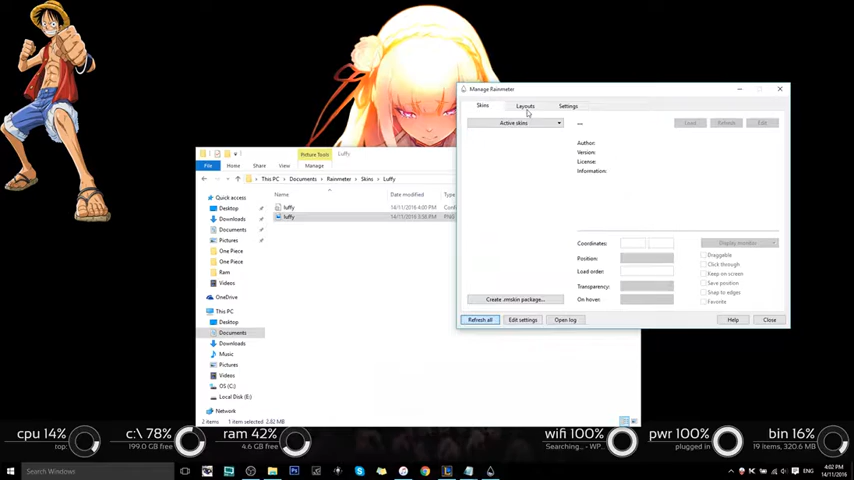 Manage Rainmeter
Skins
Layouts
Settings
Active skins
---
Load
Refresh
Edit
Author:
Version:
License:
Information:
Coordinates:
Display monitor
Position:
Load order:
Transparency:
On hover:
Draggable
Click through
Keep on screen
Save position
Snap to edges
Favorite
Create .rmskin package...
Refresh all
Edit settings
Open log
Help
Close
Picture Tools
Luffy
File
Home
Share
View
Manage
This PC
Documents
Rainmeter
Skins
Luffy
Name
Date modified
Quick access
Desktop
Downloads
Documents
Pictures
One Piece
One Piece
Ram
Videos
OneDrive
This PC
Desktop
Documents
Downloads
Music
Pictures
Videos
OS (C:)
Local Disk (E:)
Network
luffy
14/11/2016 4:00 PM
Conf
luffy
14/11/2016 3:58 PM
PNG
2 items
1 item selected 2.82 MB
cpu 14%
top:
c:\ 78%
199.0 GB free
ram 42%
4.6 GB free
wifi 100%
Searching... - WP...
pwr 100%
plugged in
bin 16%
19 items, 320.6 MB
Search Windows
ENG
4:02 PM
14/11/2016